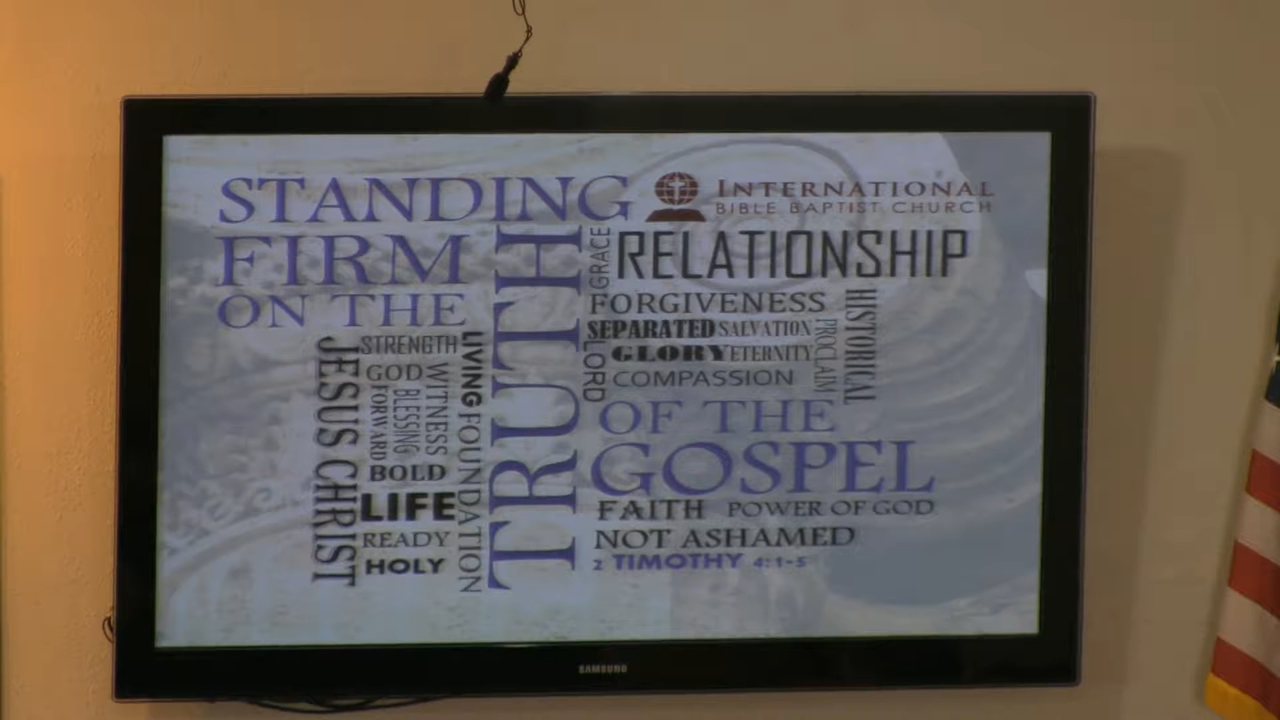 STANDING
FIRM
ON THE
TRUTH
INTERNATIONAL
BIBLE BAPTIST CHURCH
GRACE
RELATIONSHIP
FORGIVENESS
HISTORICAL
SEPARATED SALVATION
PROCLAIM
GLORY ETERNITY
LORD
COMPASSION
JESUS CHRIST
STRENGTH
GOD
WITNESS
BLESSING
FORWARD
LIVING
FOUNDATION
BOLD
LIFE
READY
HOLY
OF THE
GOSPEL
FAITH POWER OF GOD
NOT ASHAMED
2 TIMOTHY 4:1-5
SAMSUNG